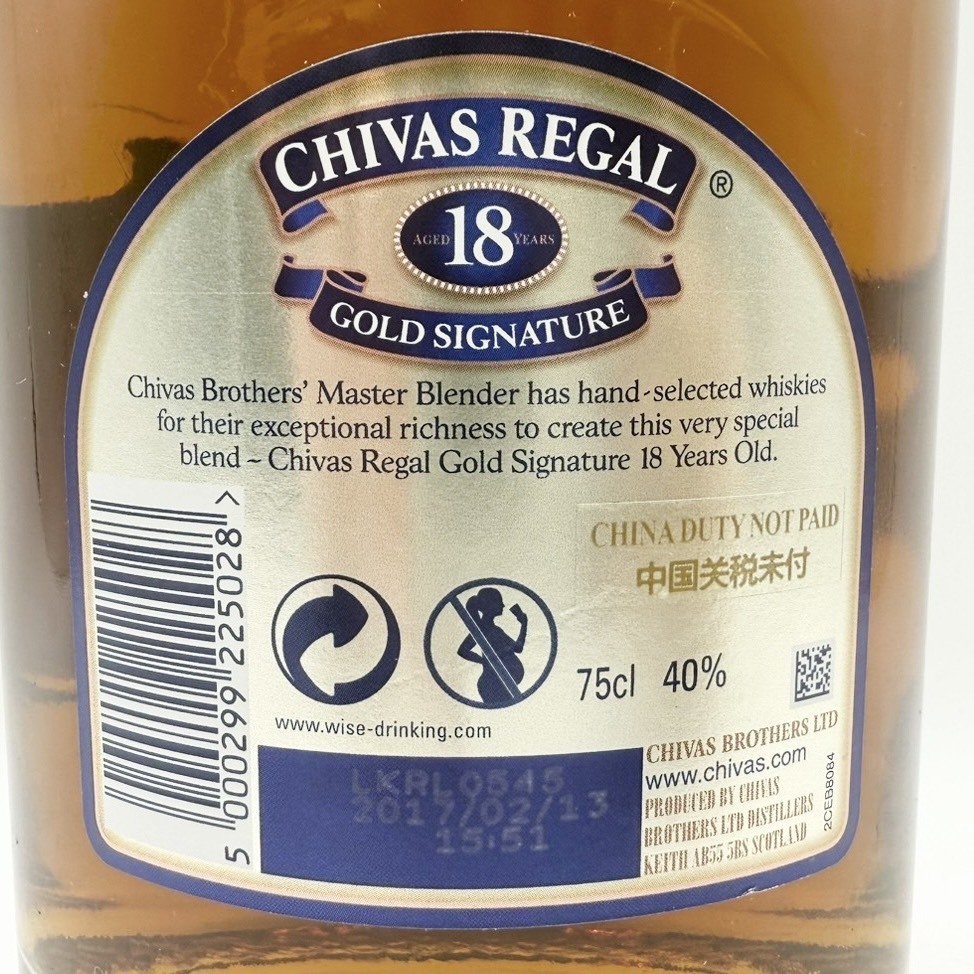 CHIVAS REGAL
®
AGED 18 YEARS
GOLD SIGNATURE
Chivas Brothers' Master Blender has hand-selected whiskies
for their exceptional richness to create this very special
blend ~ Chivas Regal Gold Signature 18 Years Old.
CHINA DUTY NOT PAID
中国关税未付
5 000299 225028 >
75cl 40%
www.wise-drinking.com
LKRL0545
2017/02/13
15:51
CHIVAS BROTHERS LTD
www.chivas.com
PRODUCED BY CHIVAS
BROTHERS LTD DISTILLERS
KEITH AB55 5BS SCOTLAND
2CEB8084